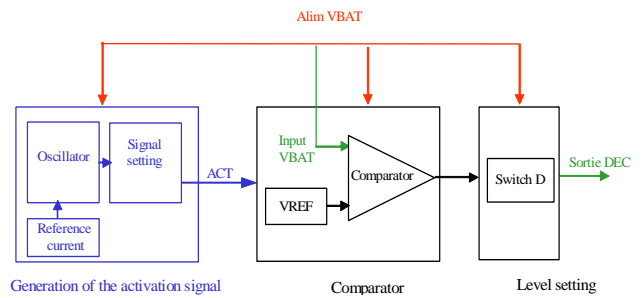 Alim VBAT
Oscillator
Signal
setting
Reference
current
ACT
Input
VBAT
VREF
Comparator
Switch D
Sortie DEC
Generation of the activation signal
Comparator
Level setting